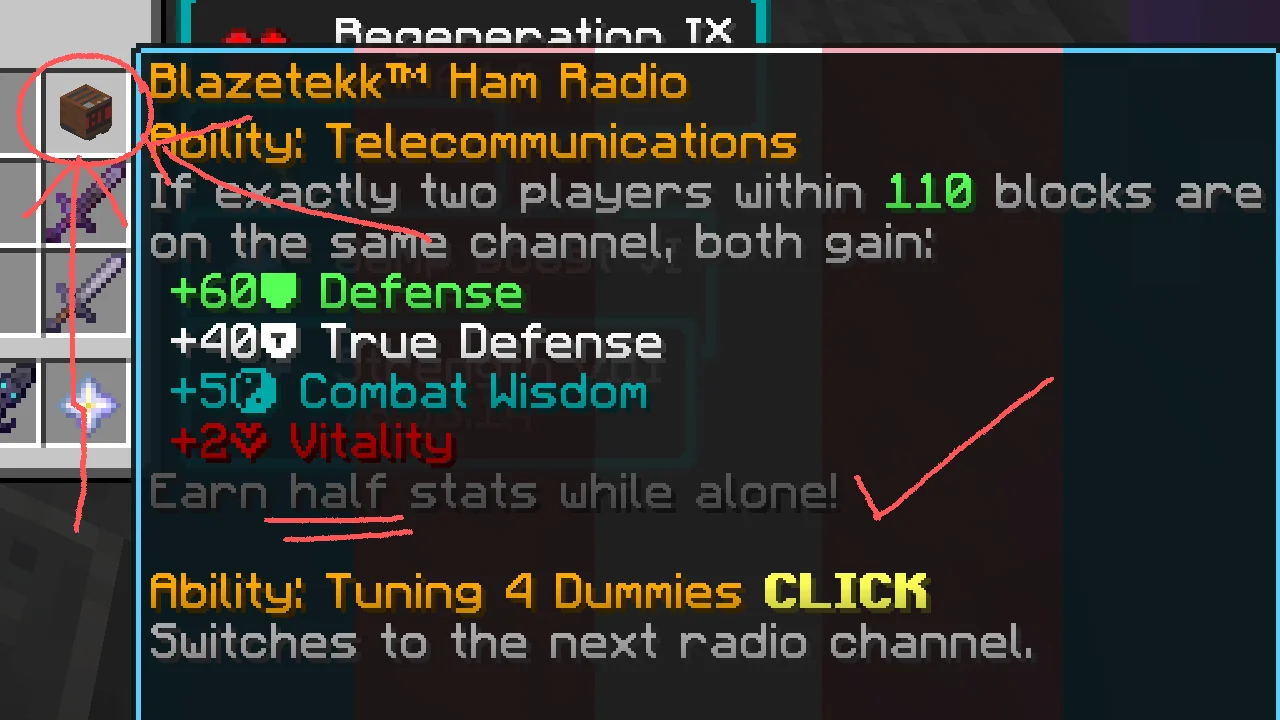 Regeneration IX
Blazetekk™ Ham Radio
Ability: Telecommunications
If exactly two players within 110 blocks are
on the same channel, both gain:
+60 Defense
+40 True Defense
+5 Combat Wisdom
+2 Vitality
Earn half stats while alone!
Ability: Tuning 4 Dummies CLICK
Switches to the next radio channel.